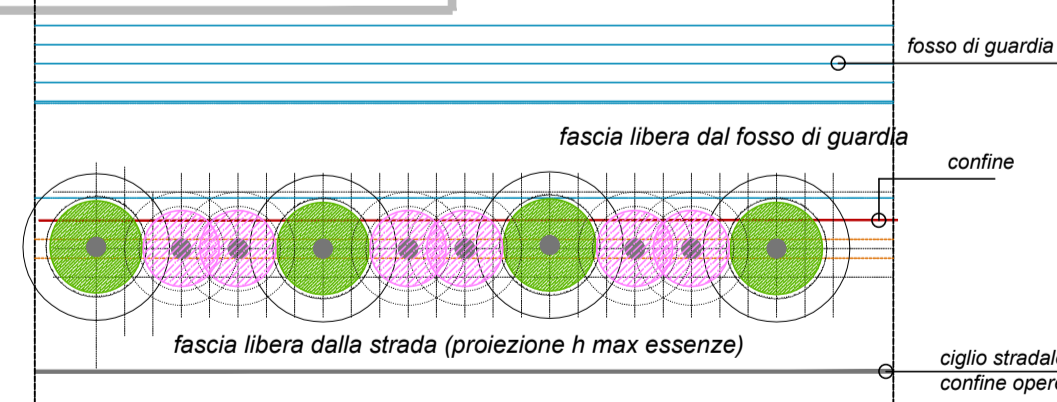 fosso di guardia
fascia libera dal fosso di guardia
confine
fascia libera dalla strada (proiezione h max essenze)
ciglio stradale
confine opere